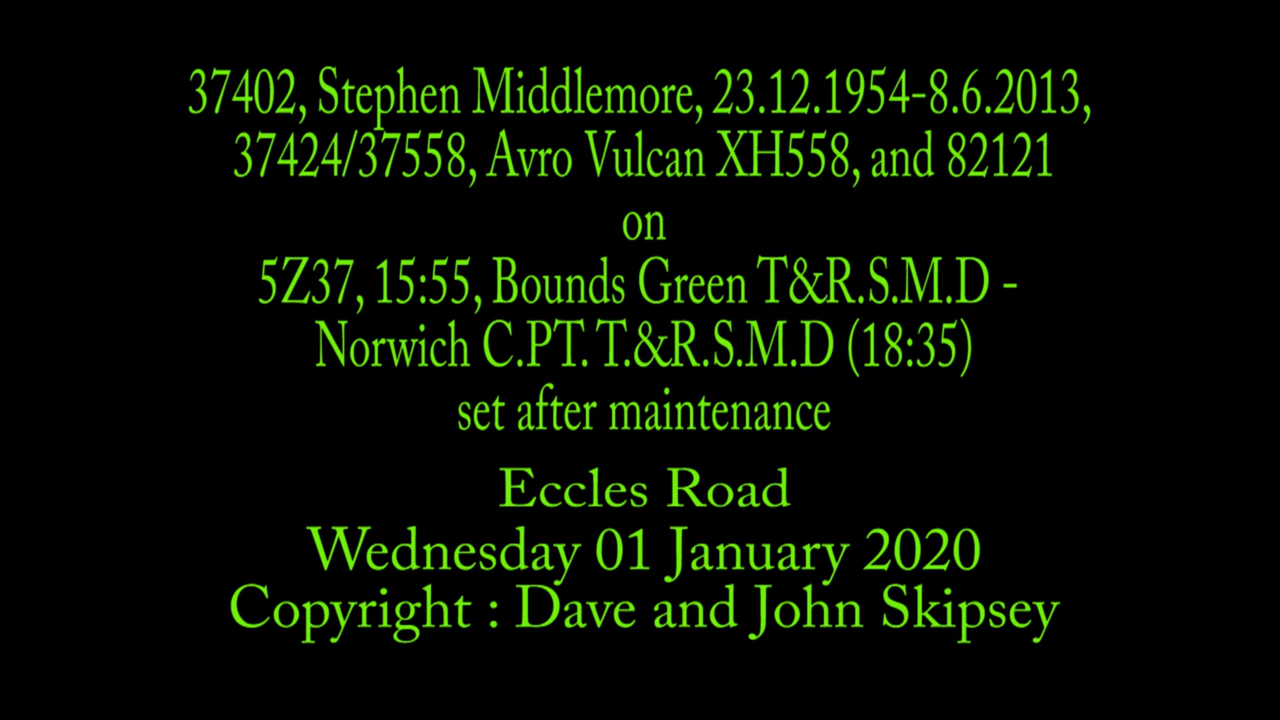 37402, Stephen Middlemore, 23.12.1954-8.6.2013,
37424/37558, Avro Vulcan XH558, and 82121
on
5Z37, 15:55, Bounds Green T&R.S.M.D -
Norwich C.PT. T.&R.S.M.D (18:35)
set after maintenance
Eccles Road
Wednesday 01 January 2020
Copyright : Dave and John Skipsey